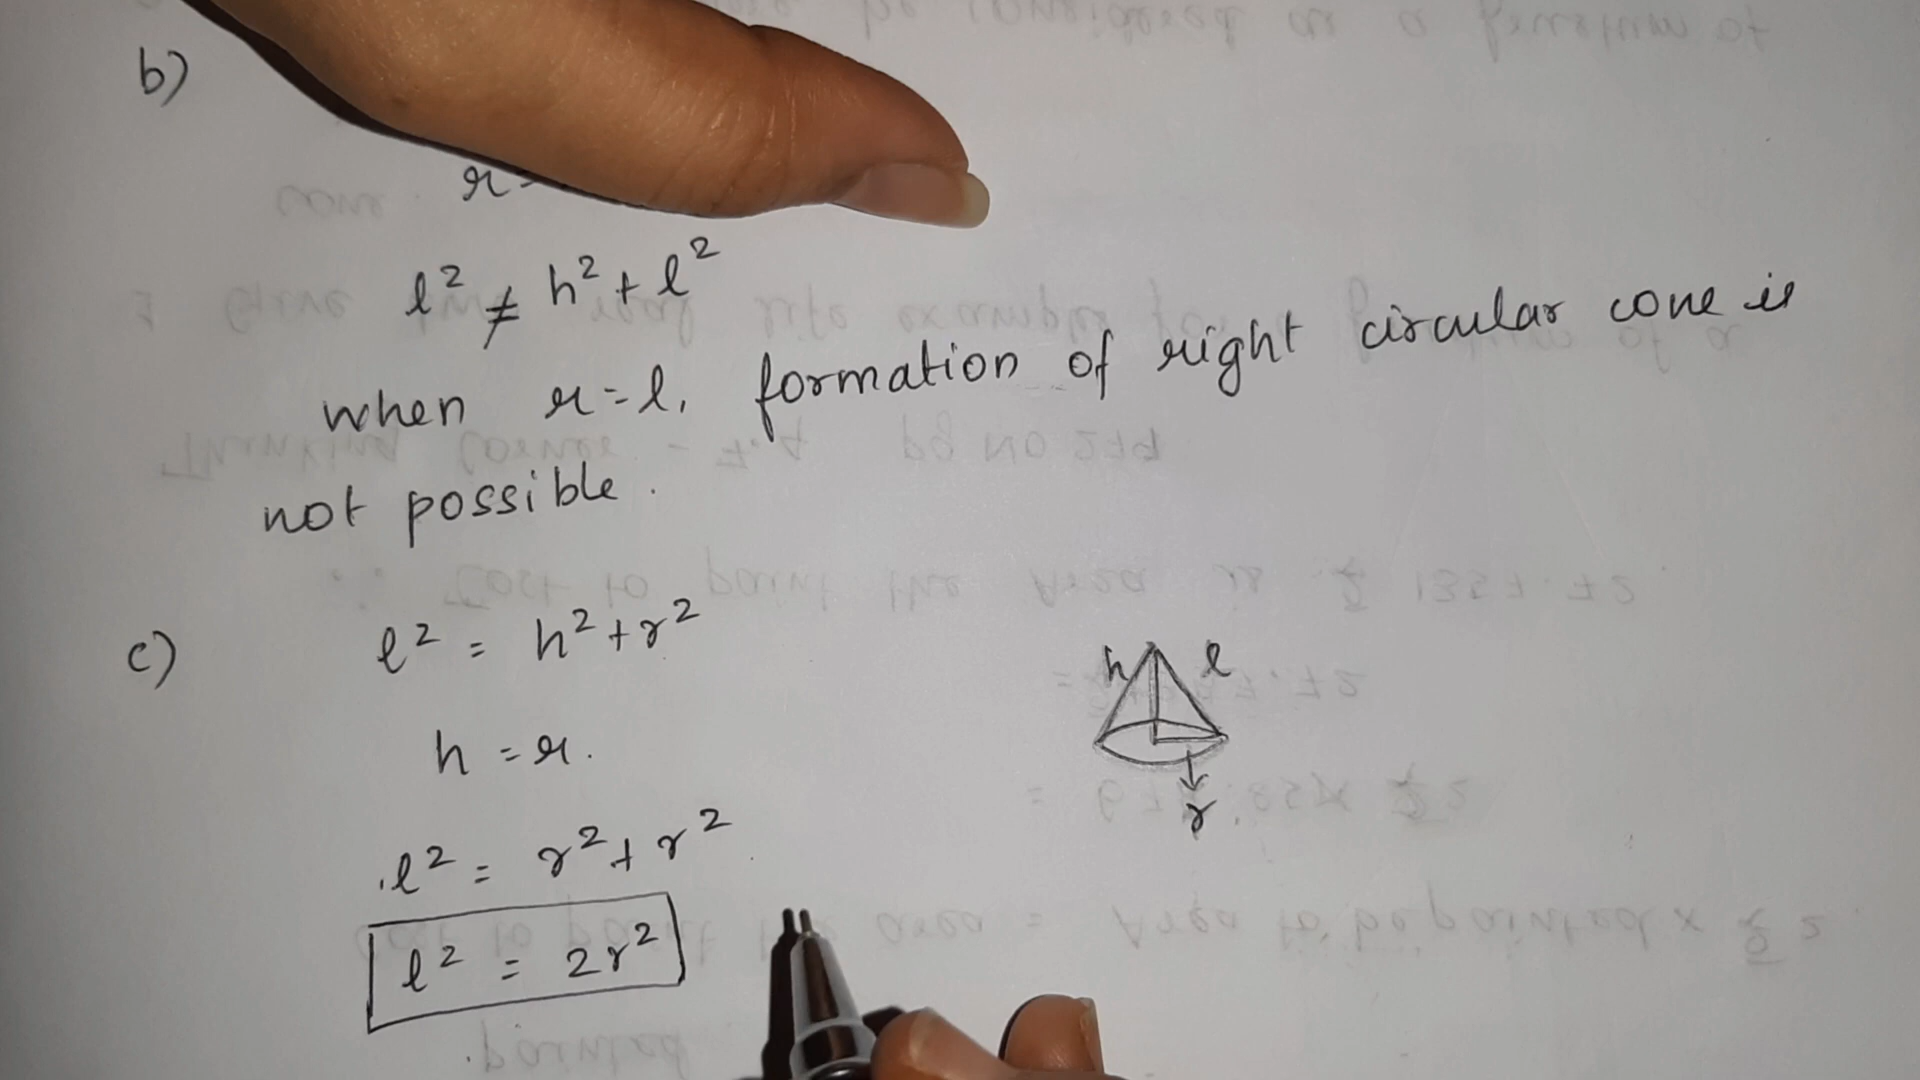 b)
r =
l² ≠ h² + l²
when r = l, formation of right circular cone is
not possible.
c) l² = h² + r²
h l
h = r.
r
l² = r² + r²
l² = 2r²